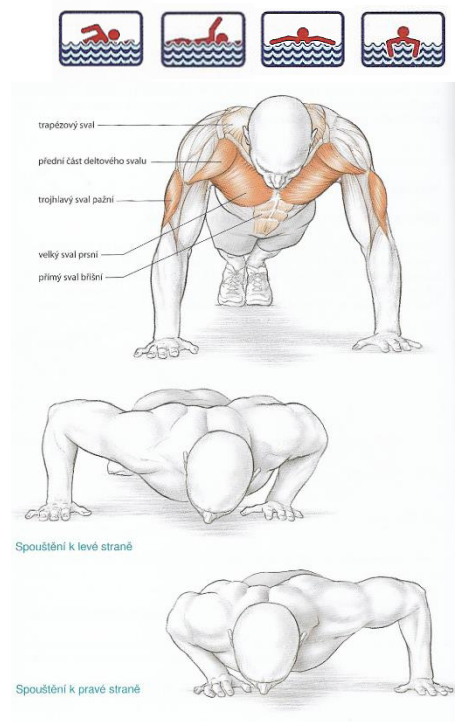 trapézový sval
přední část deltového svalu
trojhlavý sval pažní
velký sval prsní
přímý sval břišní
Spouštění k levé straně
Spouštění k pravé straně